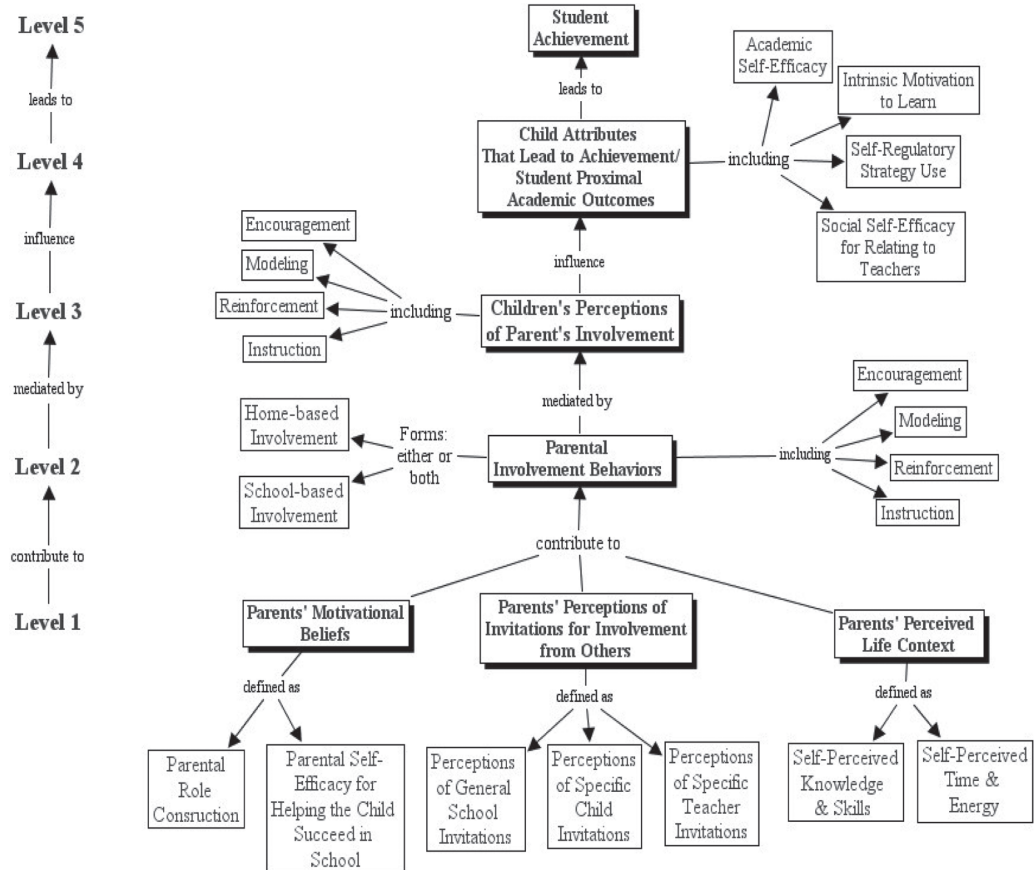 Level 5
leads to
Level 4
influence
Level 3
mediated by
Level 2
contribute to
Level 1
Student
Achievement
leads to
Child Attributes
That Lead to Achievement/
Student Proximal
Academic Outcomes
including
Academic
Self-Efficacy
Intrinsic Motivation
to Learn
Self-Regulatory
Strategy Use
Social Self-Efficacy
for Relating to
Teachers
influence
Children's Perceptions
of Parent's Involvement
including
Encouragement
Modeling
Reinforcement
Instruction
mediated by
Parental
Involvement Behaviors
Forms:
either or
both
Home-based
Involvement
School-based
Involvement
including
Encouragement
Modeling
Reinforcement
Instruction
contribute to
Parents' Motivational
Beliefs
defined as
Parental
Role
Consruction
Parental Self-
Efficacy for
Helping the Child
Succeed in
School
Parents' Perceptions of
Invitations for Involvement
from Others
defined as
Perceptions
of General
School
Invitations
Perceptions
of Specific
Child
Invitations
Perceptions
of Specific
Teacher
Invitations
Parents' Perceived
Life Context
defined as
Self-Perceived
Knowledge
& Skills
Self-Perceived
Time &
Energy